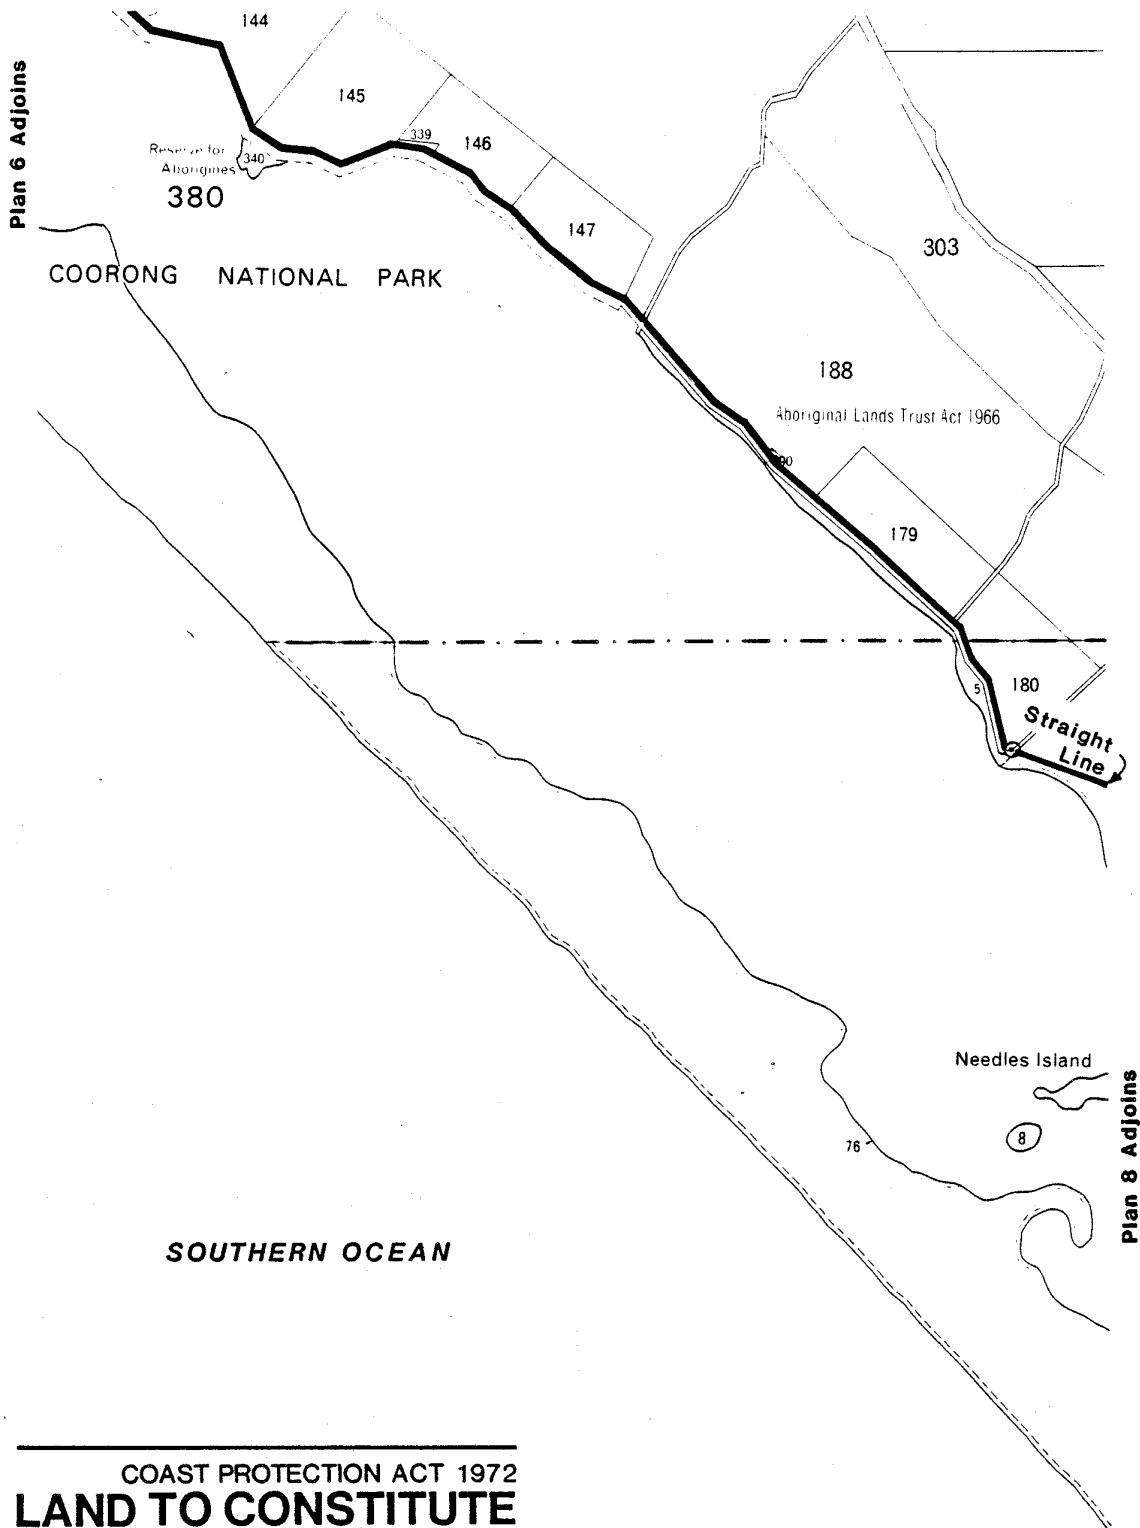 144
Plan 6 Adjoins
145
339
146
Reserve for
Aborigines
340
380
147
303
COORONG NATIONAL PARK
188
Aboriginal Lands Trust Act 1966
179
5
180
Straight
Line
Needles Island
8
76
Plan 8 Adjoins
SOUTHERN OCEAN
COAST PROTECTION ACT 1972
LAND TO CONSTITUTE